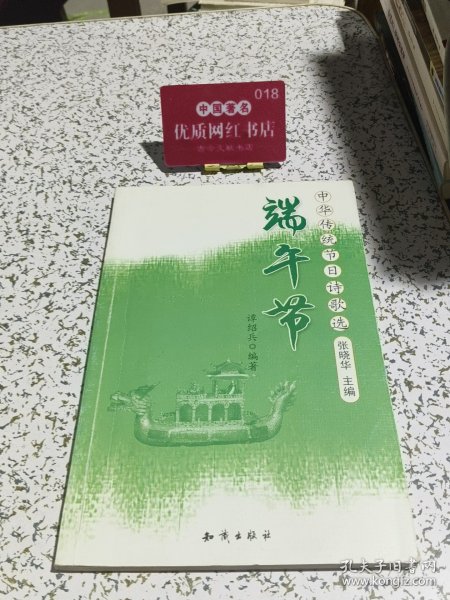 018
中国著名
优质网红书店
中华传统节日诗歌选
张晓华 主编
端午节
谭绍兵○编著
知识出版社
孔夫子旧书网
www.kongfz.com